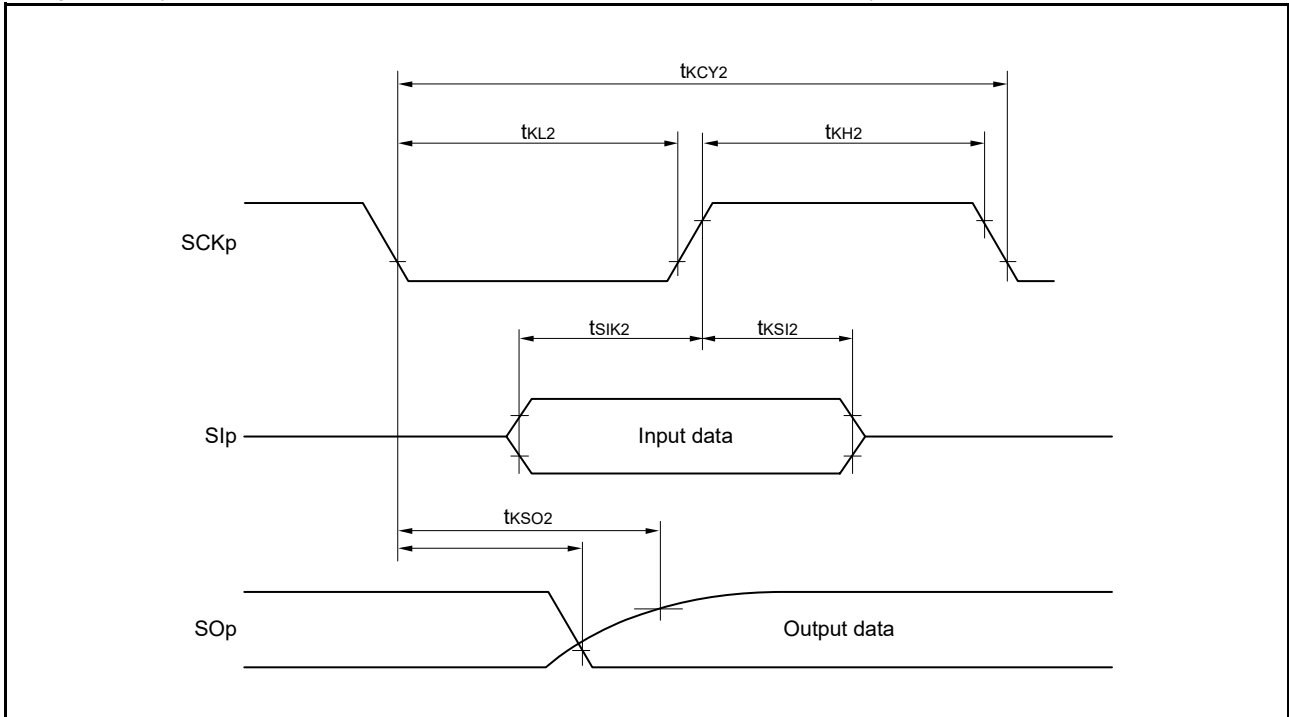 tKCY2
tKL2
tKH2
SCKp
tSIK2
tKSI2
SIp
Input data
tKSO2
SOp
Output data